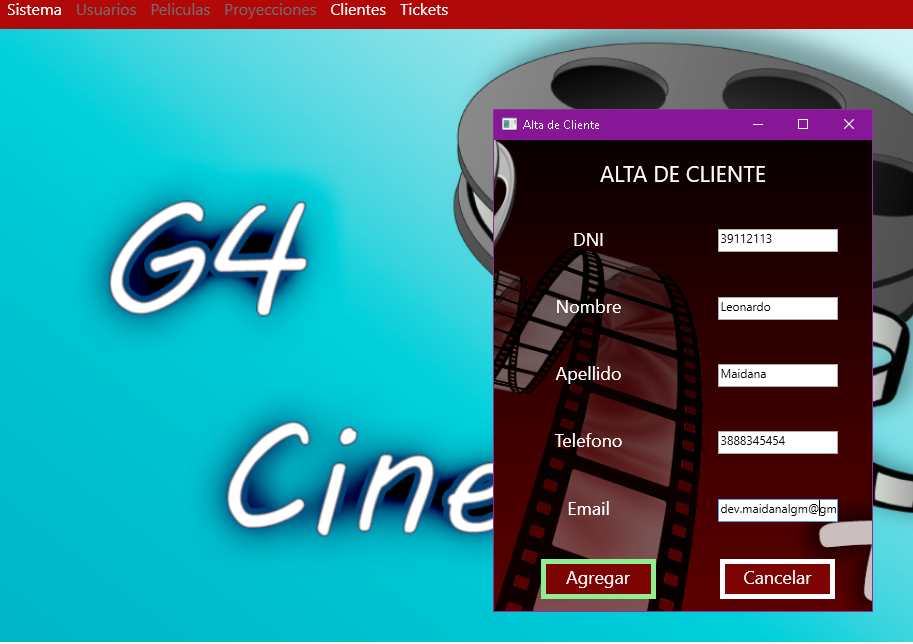 Sistema Usuarios Peliculas Proyecciones Clientes Tickets
G4
Cine
Alta de Cliente
ALTA DE CLIENTE
DNI 39112113
Nombre Leonardo
Apellido Maidana
Telefono 3888345454
Email dev.maidanalgm@gm
Agregar Cancelar